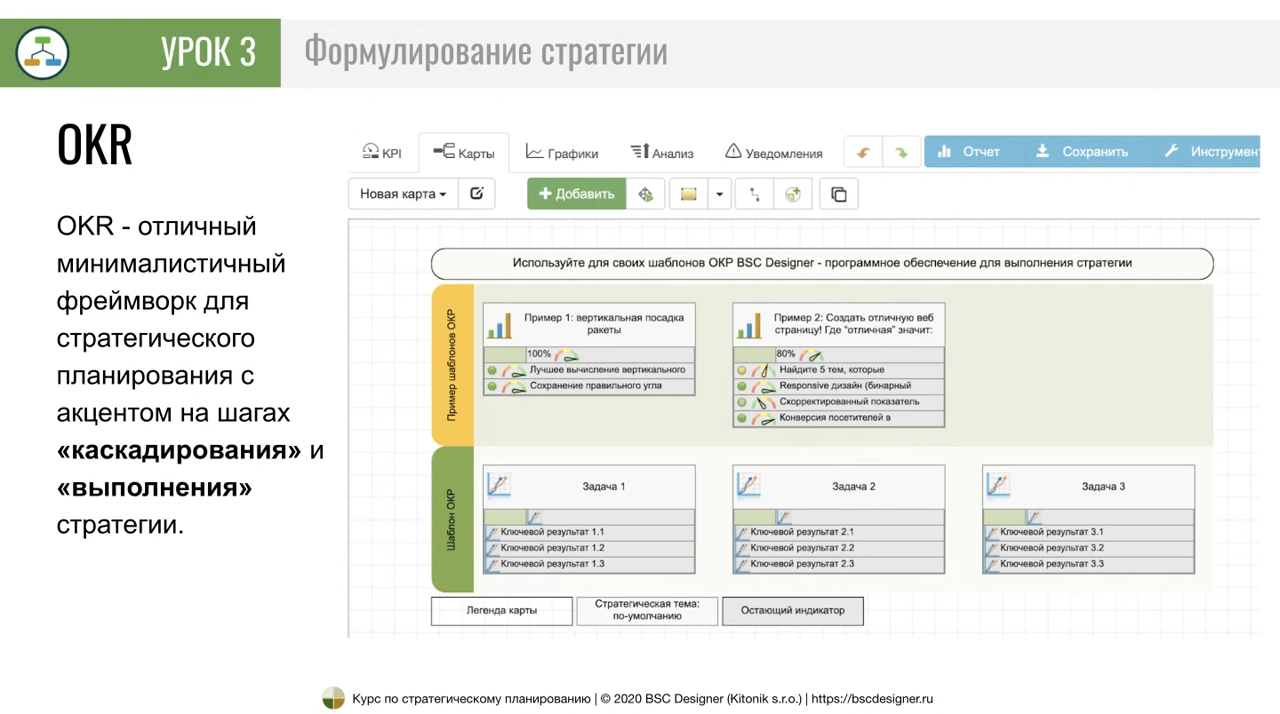 УРОК 3
Формулирование стратегии
OKR
OKR - отличный
минималистичный
фреймворк для
стратегического
планирования с
акцентом на шагах
«каскадирования» и
«выполнения»
стратегии.
KPI
Карты
Графики
Анализ
Уведомления
Отчет
Сохранить
Инструмен
Новая карта
Добавить
Используйте для своих шаблонов ОКР BSC Designer - программное обеспечение для выполнения стратегии
Пример шаблонов ОКР
Пример 1: вертикальная посадка
ракеты
100%
Лучшее вычисление вертикального
Сохранение правильного угла
Пример 2: Создать отличную веб
страницу! Где "отличная" значит:
80%
Найдите 5 тем, которые
Responsive дизайн (бинарный
Скорректированный показатель
Конверсия посетителей в
Шаблон ОКР
Задача 1
Ключевой результат 1.1
Ключевой результат 1.2
Ключевой результат 1.3
Задача 2
Ключевой результат 2.1
Ключевой результат 2.2
Ключевой результат 2.3
Задача 3
Ключевой результат 3.1
Ключевой результат 3.2
Ключевой результат 3.3
Легенда карты
Стратегическая тема:
по-умолчанию
Остающий индикатор
Курс по стратегическому планированию | © 2020 BSC Designer (Kitonik s.r.o.) | https://bscdesigner.ru